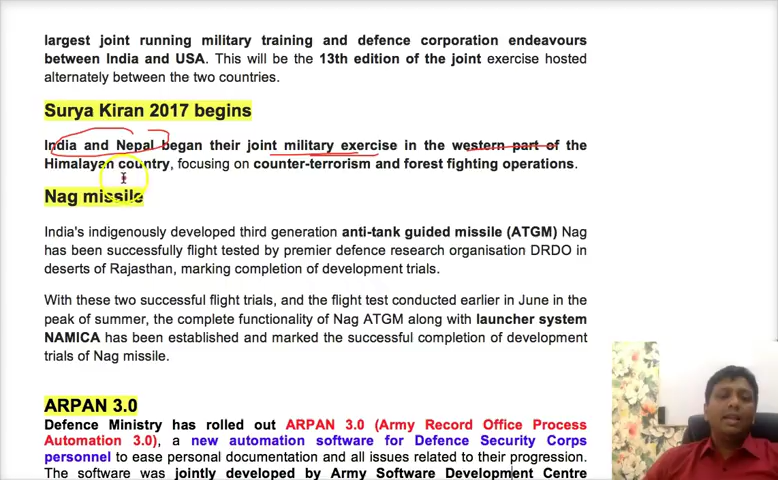 largest joint running military training and defence corporation endeavours
between India and USA. This will be the 13th edition of the joint exercise hosted
alternately between the two countries.
Surya Kiran 2017 begins
India and Nepal began their joint military exercise in the western part of the
Himalayan country, focusing on counter-terrorism and forest fighting operations.
Nag missile
India's indigenously developed third generation anti-tank guided missile (ATGM) Nag
has been successfully flight tested by premier defence research organisation DRDO in
deserts of Rajasthan, marking completion of development trials.
With these two successful flight trials, and the flight test conducted earlier in June in the
peak of summer, the complete functionality of Nag ATGM along with launcher system
NAMICA has been established and marked the successful completion of development
trials of Nag missile.
ARPAN 3.0
Defence Ministry has rolled out ARPAN 3.0 (Army Record Office Process
Automation 3.0), a new automation software for Defence Security Corps
personnel to ease personal documentation and all issues related to their progression.
The software was jointly developed by Army Software Development Centre